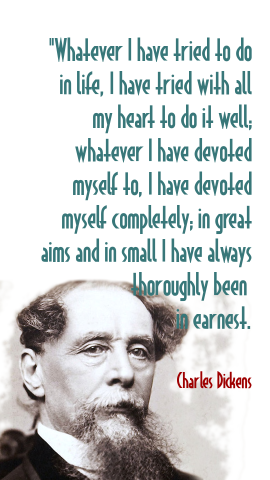 "Whatever I have tried to do
in life, I have tried with all
my heart to do it well;
whatever I have devoted
myself to, I have devoted
myself completely; in great
aims and in small I have always
thoroughly been
in earnest.
Charles Dickens